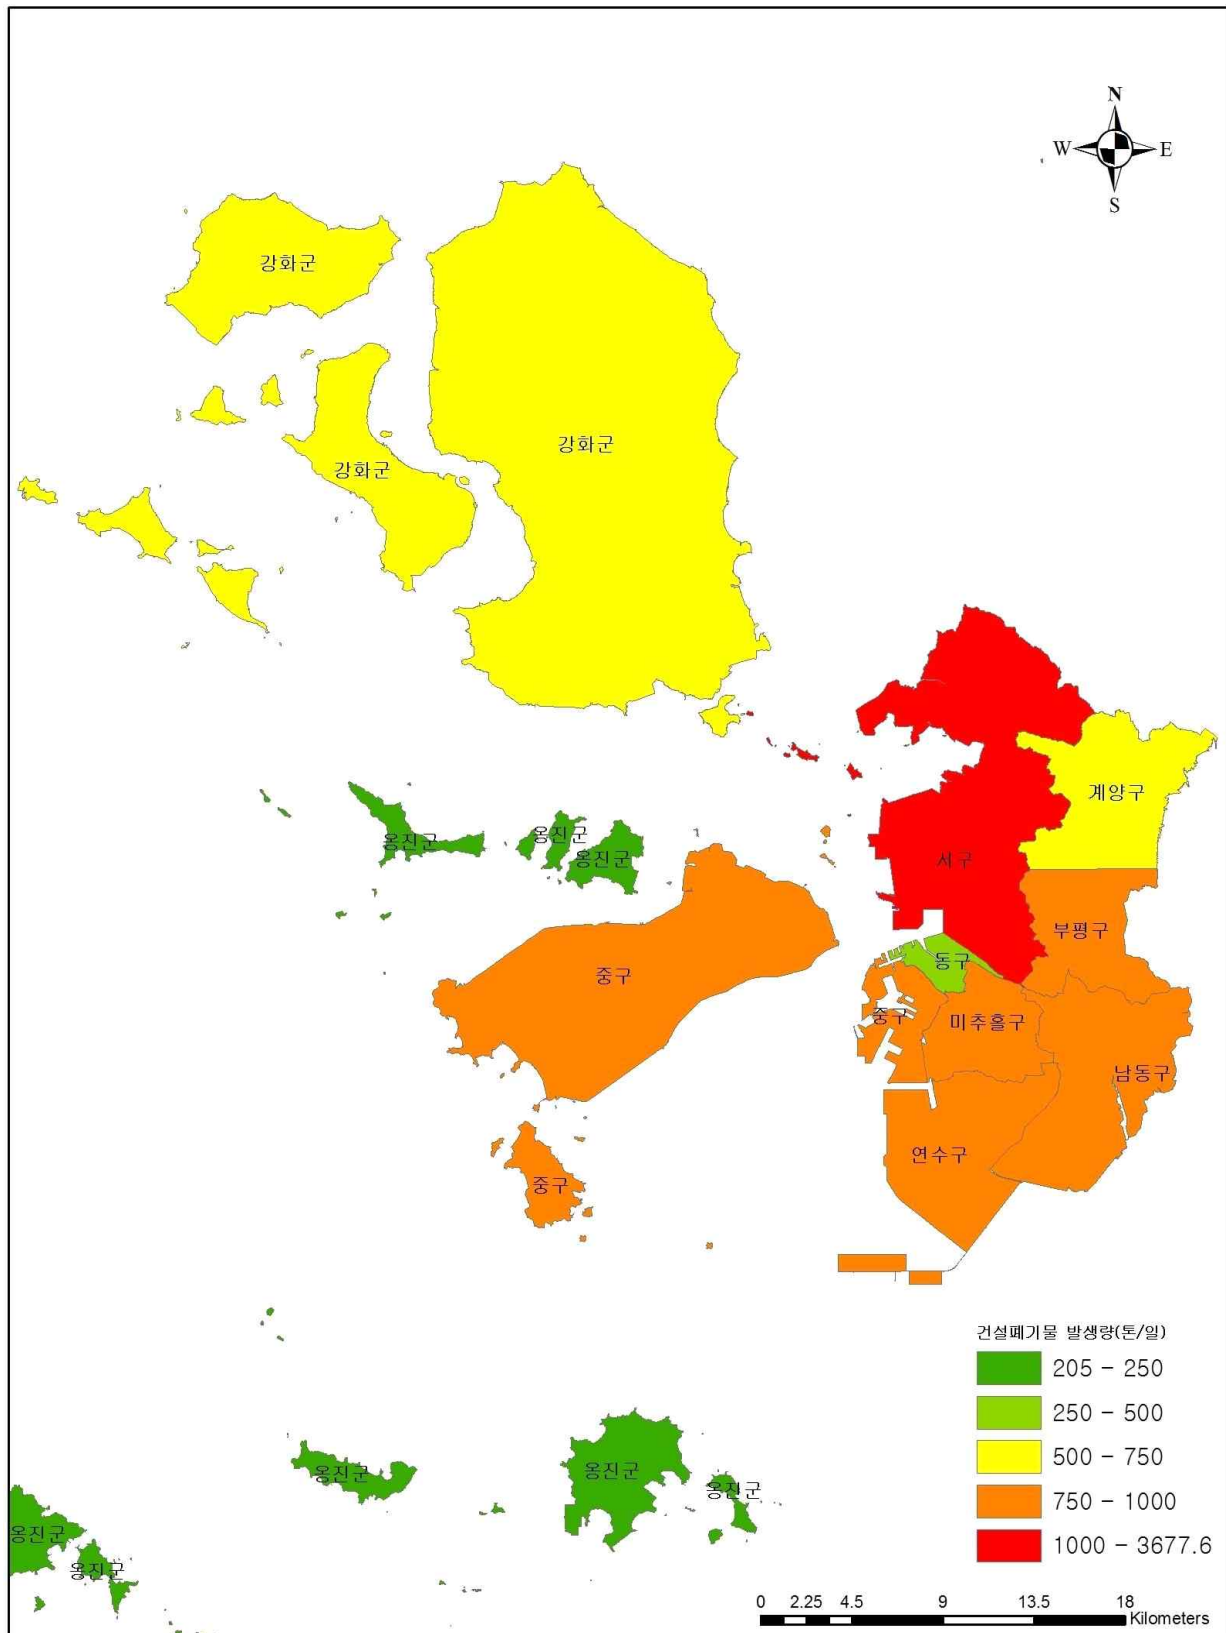 N
W E
S
강화군
강화군
강화군
계양구
옹진군
옹진군
옹진군
서구
부평구
동구
중구
중구
미추홀구
남동구
연수구
중구
건설폐기물 발생량(톤/일)
205 - 250
250 - 500
500 - 750
750 - 1000
1000 - 3677.6
옹진군
옹진군
옹진군
옹진군
옹진군
0 2.25 4.5 9 13.5 18
Kilometers